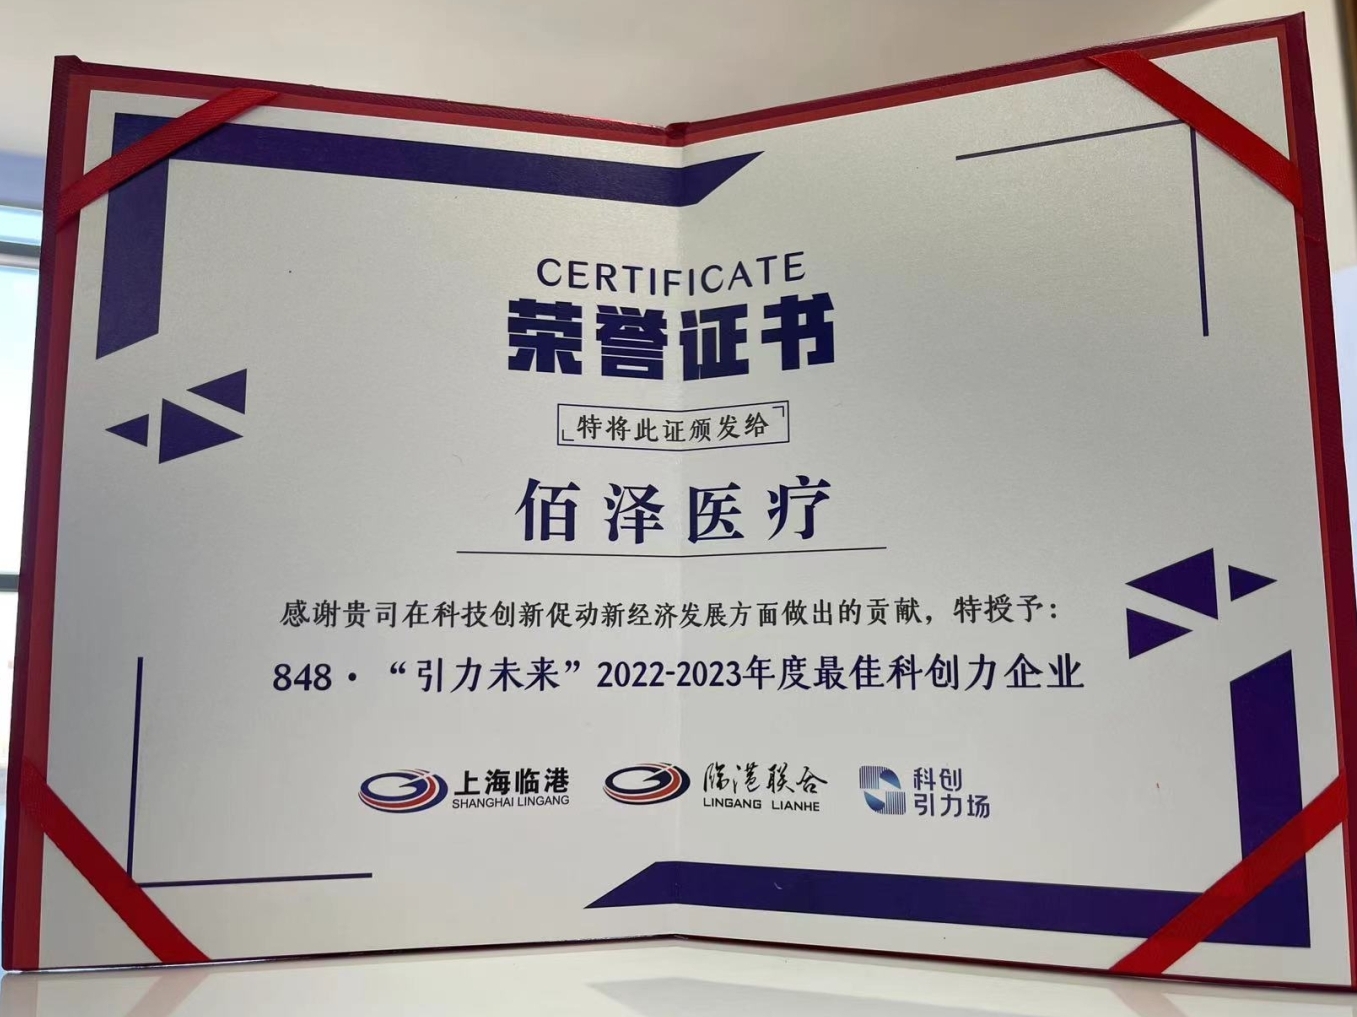 CERTIFICATE
荣誉证书
特将此证颁发给
佰泽医疗
感谢贵司在科技创新促动新经济发展方面做出的贡献，特授予：
848·“引力未来”2022-2023年度最佳科创力企业
上海临港
SHANGHAI LINGANG
临港联合
LINGANG LIANHE
科创
引力场